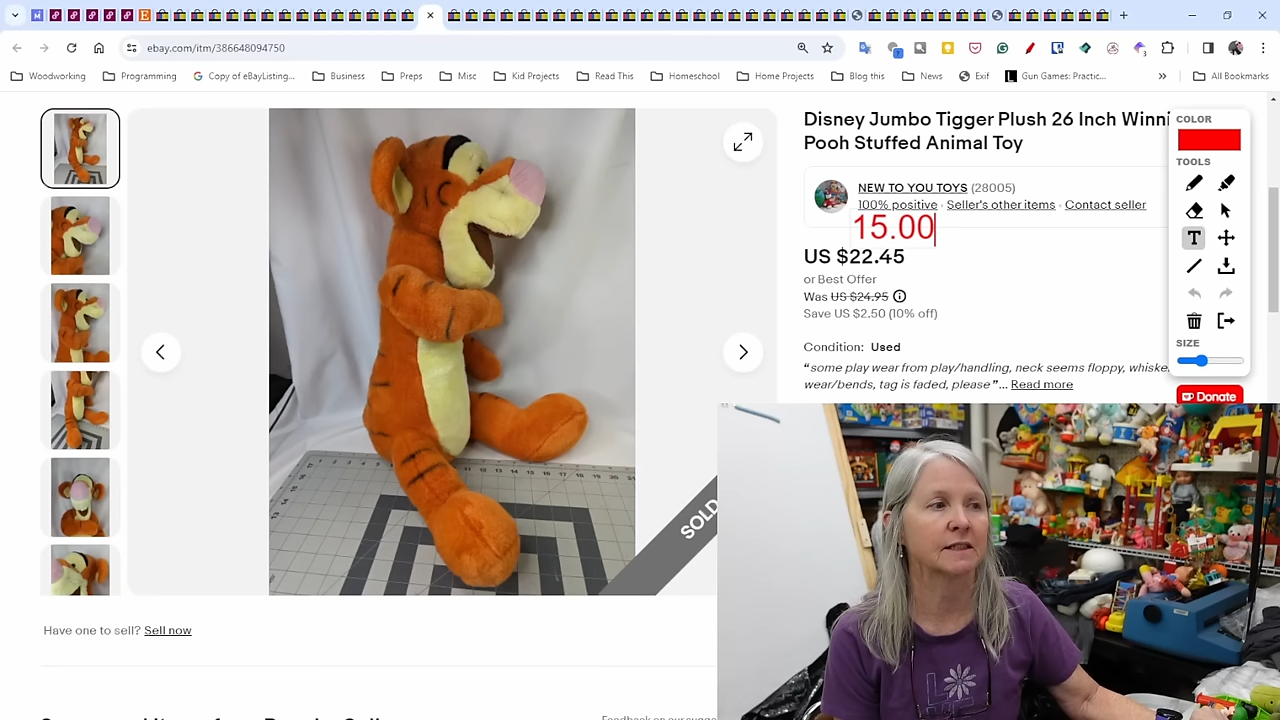 ebay.com/itm/386648094750
Woodworking
Programming
Copy of eBayListing...
Business
Preps
Misc
Kid Projects
Read This
Homeschool
Home Projects
Blog this
News
Exif
Gun Games: Practic...
»
All Bookmarks
Disney Jumbo Tigger Plush 26 Inch Winni
Pooh Stuffed Animal Toy
NEW TO YOU TOYS (28005)
100% positive · Seller's other items · Contact seller
15.00
US $22.45
or Best Offer
Was US $24.95
Save US $2.50 (10% off)
Condition: Used
“some play wear from play/handling, neck seems floppy, whiske
wear/bends, tag is faded, please” ... Read more
COLOR
TOOLS
T
SIZE
Donate
SOLD
Have one to sell? Sell now